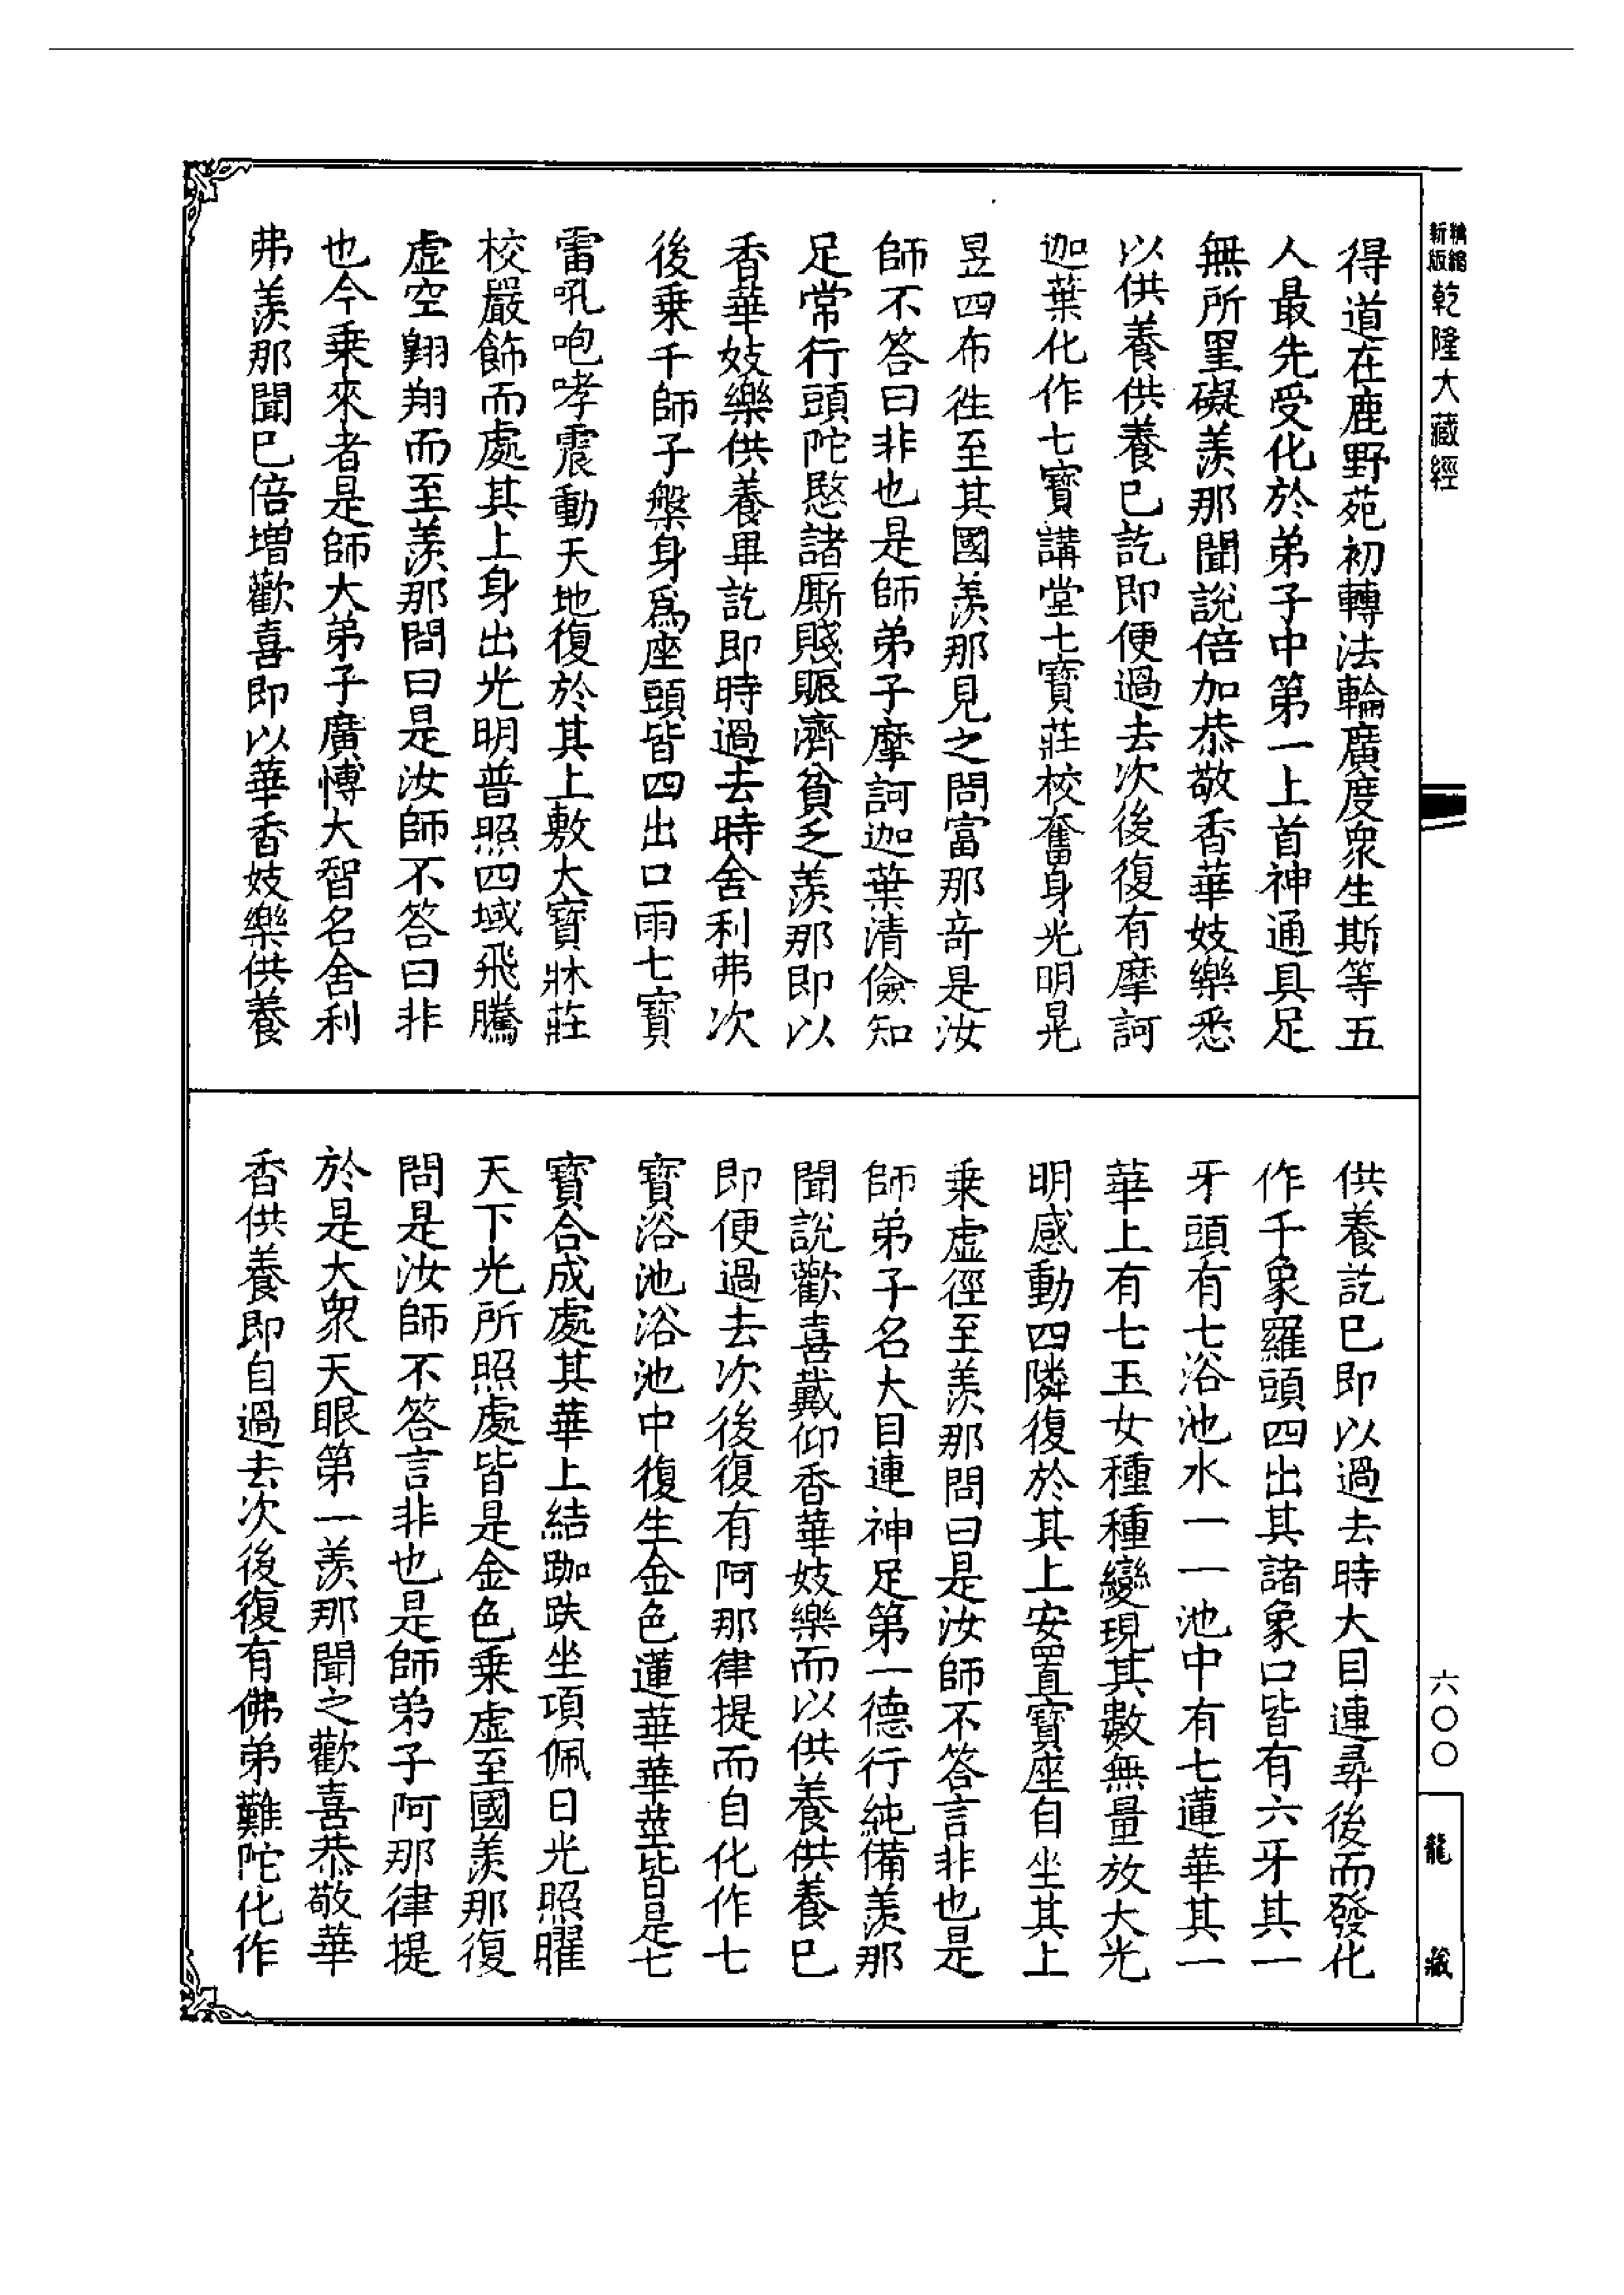 精縮
新版
乾隆大藏經
得道在鹿野苑初轉法輪廣度衆生斯等五
人最先受化於弟子中第一上首神通具足
無所罣礙羨那聞說倍加恭敬香華妓樂悉
以供養供養已訖即便過去次後復有摩訶
迦葉化作七寶講堂七寶莊校奮身光明晃
昱四布徃至其國羨那見之問富那竒是汝
師不答曰非也是師弟子摩訶迦葉清儉知
足常行頭陀愍諸厮賤賑濟貧乏羨那即以
香華妓樂供養畢訖即時過去時舍利弗次
後乗千師子槃身爲座頭皆四出口雨七寶
雷吼咆哮震動天地復於其上敷大寶牀莊
校嚴飾而處其上身出光明普照四域飛騰
虛空翺翔而至羨那問曰是汝師不答曰非
也今乗來者是師大弟子廣愽大智名舍利
弗羨那聞已倍増歡喜即以華香妓樂供養
供養訖已即以過去時大目連尋後而發化
作千象羅頭四出其諸象口皆有六牙其一
牙頭有七浴池水一一池中有七蓮華其一
華上有七玉女種種變現其數無量放大光
明感動四隣復於其上安置寶座自坐其上
乗虛徑至羨那問曰是汝師不答言非也是
師弟子名大目連神足第一德行純備羨那
聞說歡喜戴仰香華妓樂而以供養供養已
即便過去次後復有阿那律提而自化作七
寶浴池浴池中復生金色蓮華華莖皆是七
寶合成處其華上結跏趺坐項佩日光照曜
天下光所照處皆是金色乗虛至國羨那復
問是汝師不答言非也是師弟子阿那律提
於是大衆天眼第一羨那聞之歡喜恭敬華
香供養即自過去次後復有佛弟難陀化作
六〇〇
龍藏